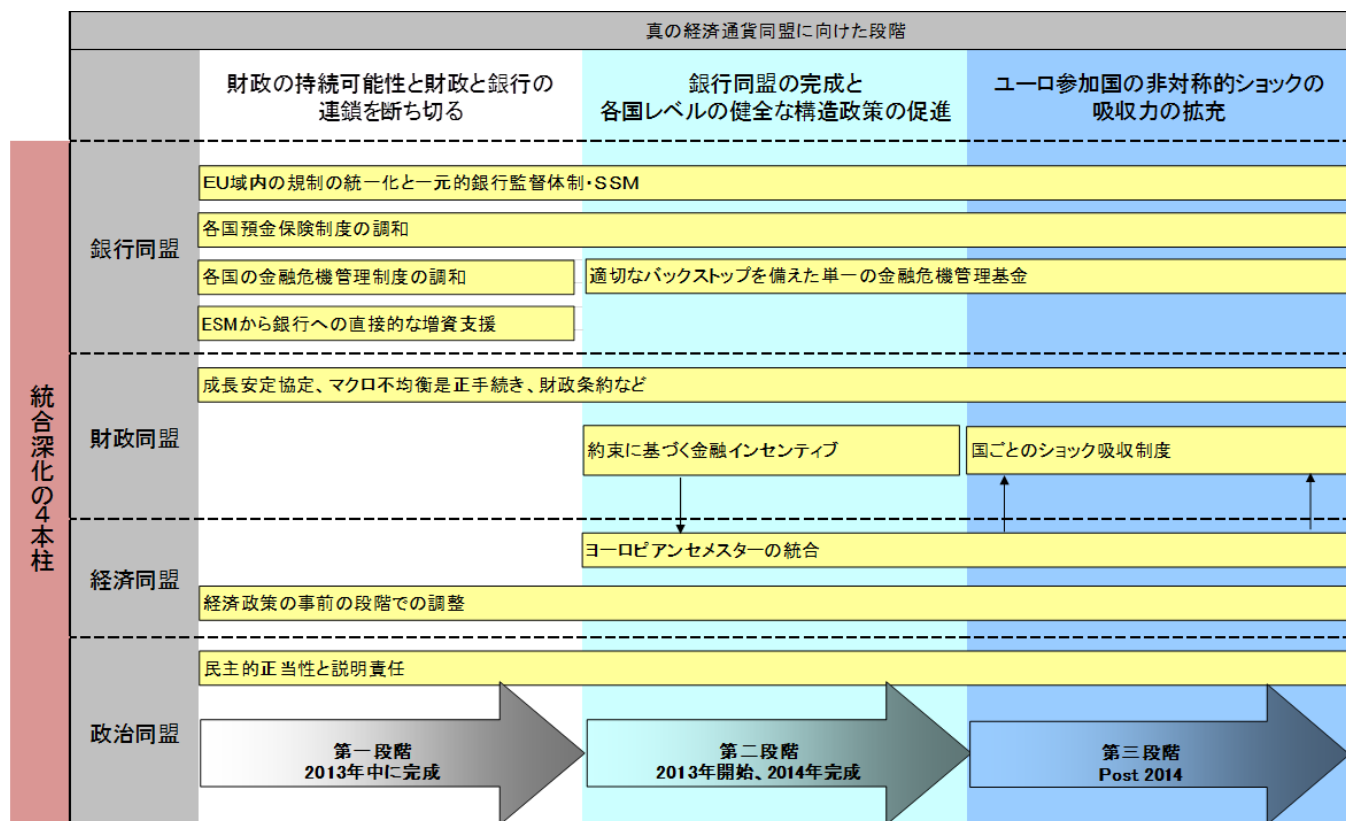 真の経済通貨同盟に向けた段階
財政の持続可能性と財政と銀行の
連鎖を断ち切る
銀行同盟の完成と
各国レベルの健全な構造政策の促進
ユーロ参加国の非対称的ショックの
吸収力の拡充
統合深化の4本柱
銀行同盟
EU域内の規制の統一化と一元的銀行監督体制・SSM
各国預金保険制度の調和
各国の金融危機管理制度の調和
適切なバックストップを備えた単一の金融危機管理基金
ESMから銀行への直接的な増資支援
財政同盟
成長安定協定、マクロ不均衡是正手続き、財政条約など
約束に基づく金融インセンティブ
国ごとのショック吸収制度
経済同盟
ヨーロピアンセメスターの統合
経済政策の事前の段階での調整
政治同盟
民主的正当性と説明責任
第一段階
2013年中に完成
第二段階
2013年開始、2014年完成
第三段階
Post 2014